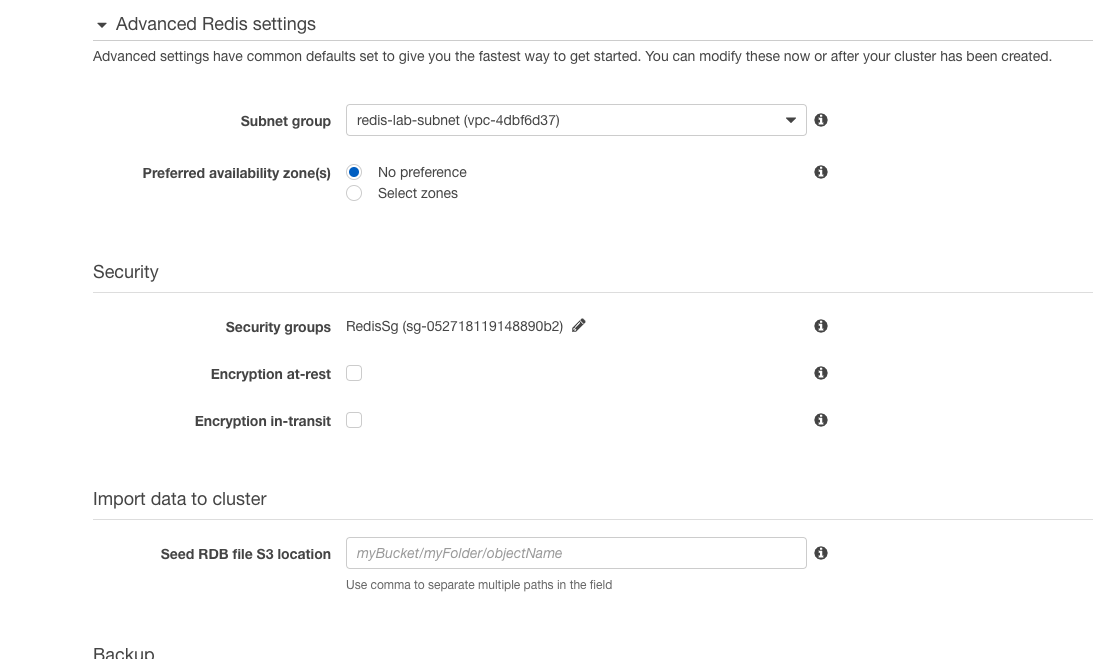 Advanced Redis settings
Advanced settings have common defaults set to give you the fastest way to get started. You can modify these now or after your cluster has been created.
Subnet group redis-lab-subnet (vpc-4dbf6d37)
Preferred availability zone(s) No preference
Select zones
Security
Security groups RedisSg (sg-052718119148890b2)
Encryption at-rest
Encryption in-transit
Import data to cluster
Seed RDB file S3 location myBucket/myFolder/objectName
Use comma to separate multiple paths in the field
Backup